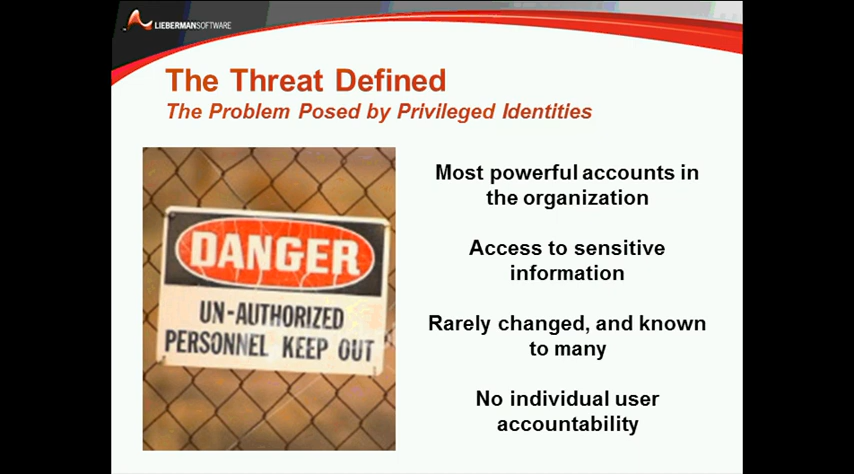 LIEBERMANSOFTWARE
The Threat Defined
The Problem Posed by Privileged Identities
DANGER
UN-AUTHORIZED
PERSONNEL KEEP OUT
Most powerful accounts in
the organization
Access to sensitive
information
Rarely changed, and known
to many
No individual user
accountability